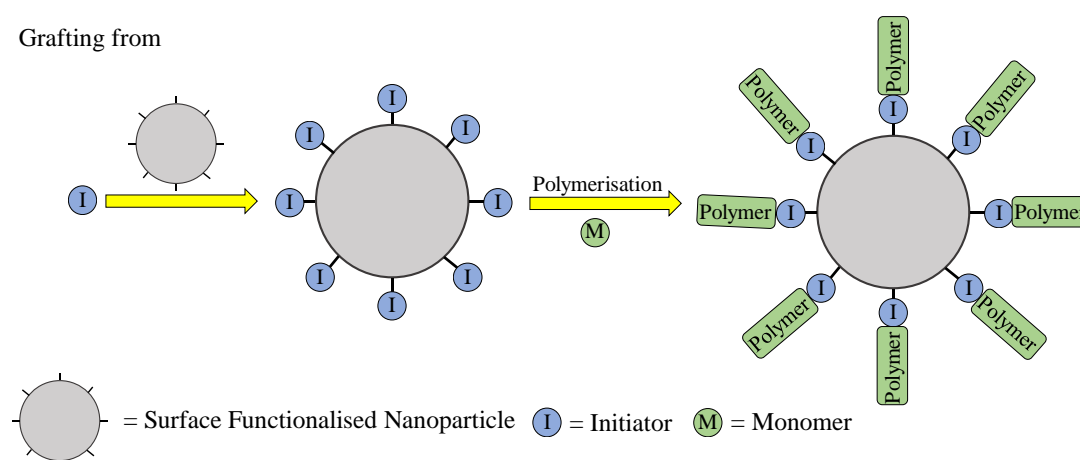 Grafting from
I
I
I
I
I
I
I
I
I
I
Polymerisation
M
Polymer
I
Polymer
I
Polymer
I
Polymer
I
Polymer
I
Polymer
I
Polymer
I
Polymer
I
= Surface Functionalised Nanoparticle I = Initiator M = Monomer